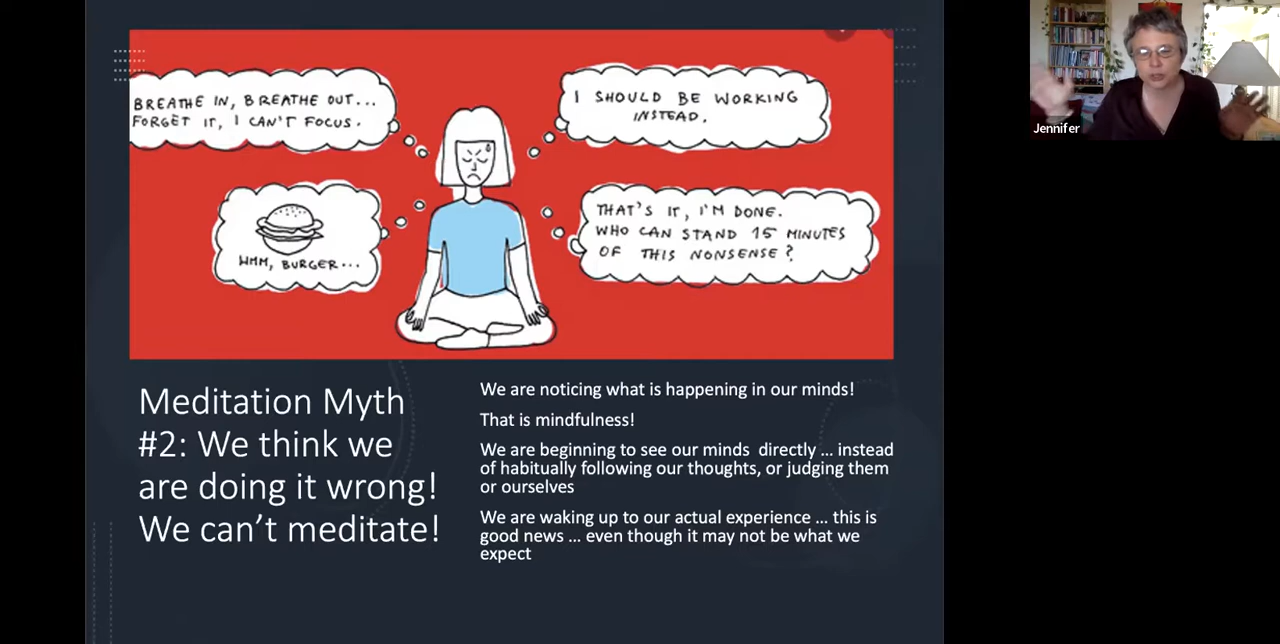 BREATHE IN, BREATHE OUT...
FORGET IT, I CAN'T FOCUS.
I SHOULD BE WORKING
INSTEAD.
HMM, BURGER...
THAT'S IT, I'M DONE.
WHO CAN STAND 15 MINUTES
OF THIS NONSENSE?
Jennifer
Meditation Myth
#2: We think we
are doing it wrong!
We can't meditate!
We are noticing what is happening in our minds!
That is mindfulness!
We are beginning to see our minds directly ... instead
of habitually following our thoughts, or judging them
or ourselves
We are waking up to our actual experience ... this is
good news ... even though it may not be what we
expect